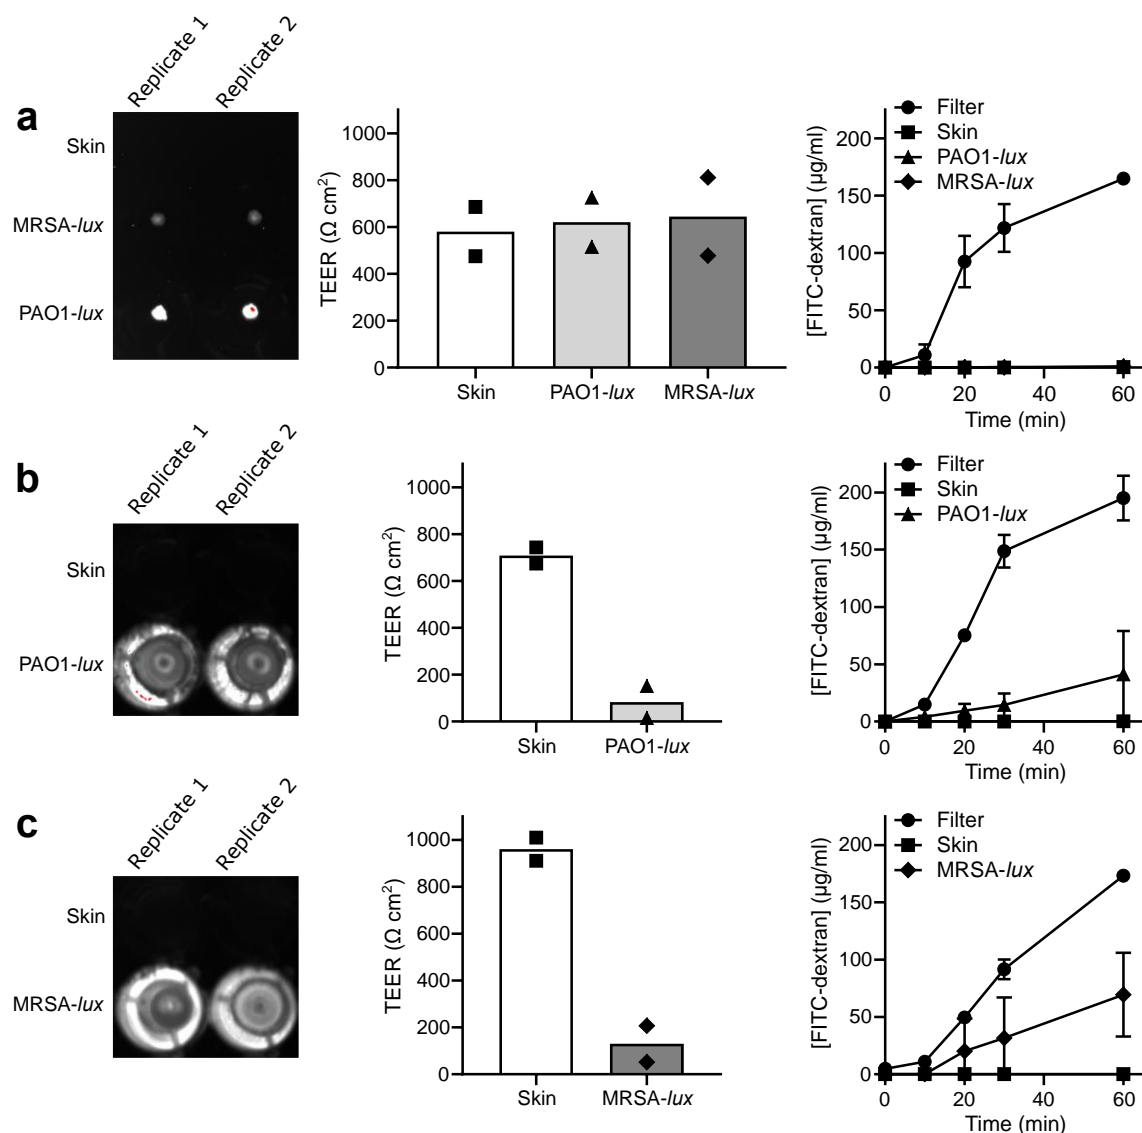 a
Replicate 1
Replicate 2
Skin
MRSA-lux
PAO1-lux
TEER (Ω cm²)
1000
800
600
400
200
0
Skin
PAO1-lux
MRSA-lux
[FITC-dextran] (µg/ml)
Filter
Skin
PAO1-lux
MRSA-lux
200
150
100
50
0
0
20
40
60
Time (min)
b
Replicate 1
Replicate 2
Skin
PAO1-lux
TEER (Ω cm²)
1000
800
600
400
200
0
Skin
PAO1-lux
[FITC-dextran] (µg/ml)
Filter
Skin
PAO1-lux
200
150
100
50
0
0
20
40
60
Time (min)
c
Replicate 1
Replicate 2
Skin
MRSA-lux
TEER (Ω cm²)
1000
800
600
400
200
0
Skin
MRSA-lux
[FITC-dextran] (µg/ml)
Filter
Skin
MRSA-lux
200
150
100
50
0
0
20
40
60
Time (min)